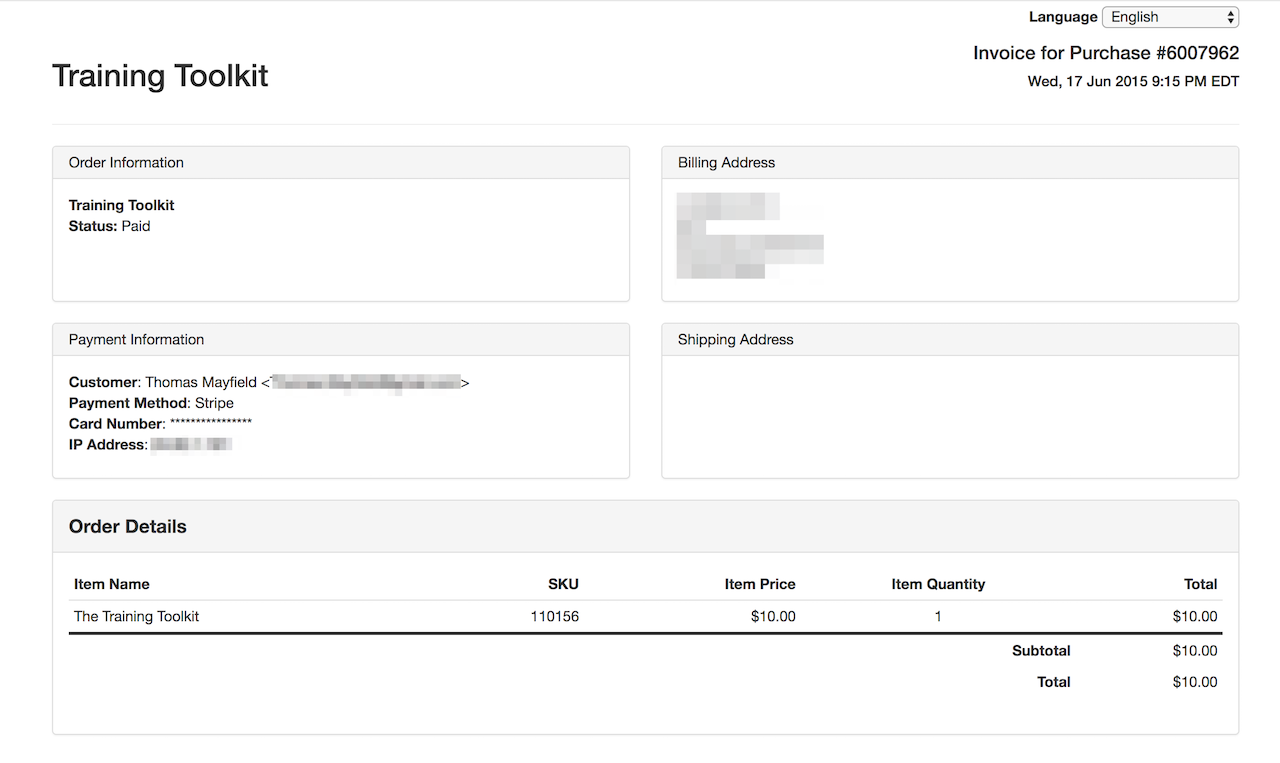 Language English
Invoice for Purchase #6007962
Training Toolkit
Wed, 17 Jun 2015 9:15 PM EDT
Order Information
Training Toolkit
Status: Paid
Billing Address
Payment Information
Customer: Thomas Mayfield < >
Payment Method: Stripe
Card Number: ****************
IP Address:
Shipping Address
Order Details
Item Name SKU Item Price Item Quantity Total
The Training Toolkit 110156 $10.00 1 $10.00
Subtotal $10.00
Total $10.00